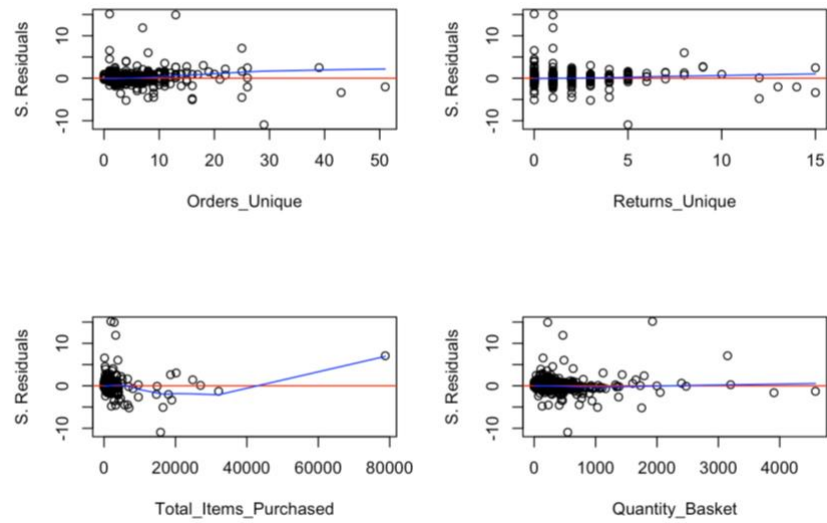 S. Residuals
-10 0 10
0 10 20 30 40 50
Orders_Unique
S. Residuals
-10 0 10
0 5 10 15
Returns_Unique
S. Residuals
-10 0 10
0 20000 40000 60000 80000
Total_Items_Purchased
S. Residuals
-10 0 10
0 1000 2000 3000 4000
Quantity_Basket